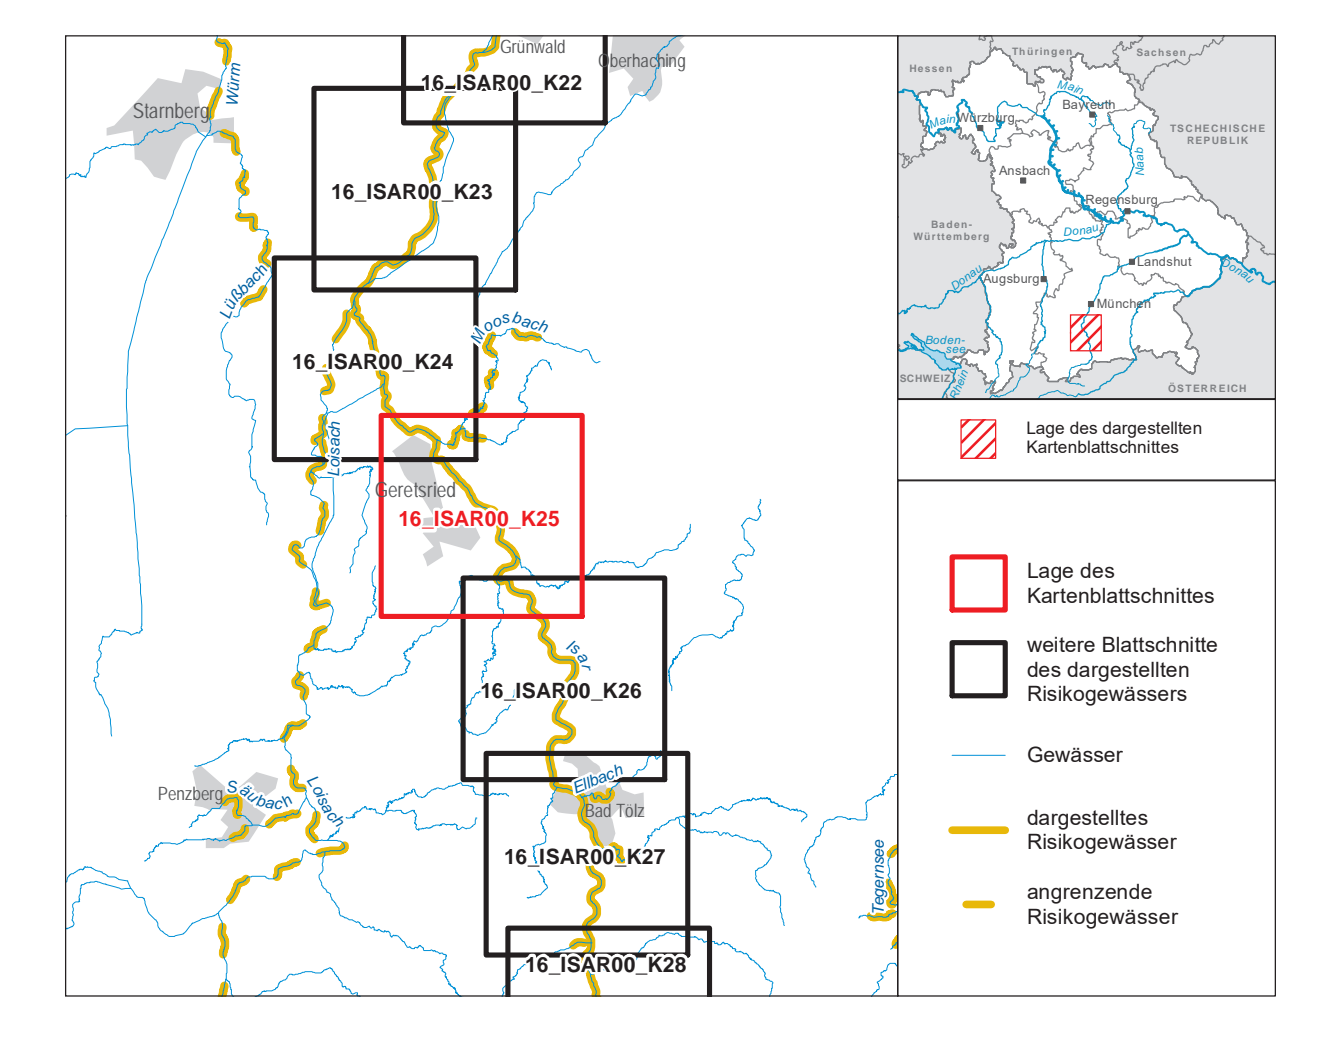 Grünwald
Oberhaching
16_ISAR00_K22
Würm
Starnberg
16_ISAR00_K23
Lüßbach
Moosbach
16_ISAR00_K24
Loisach
Geretsried
16_ISAR00_K25
Isar
16_ISAR00_K26
Ellbach
Penzberg
Säubach
Loisach
Bad Tölz
16_ISAR00_K27
Tegernsee
16_ISAR00_K28
Thüringen
Sachsen
Hessen
Main
Bayreuth
Main
Würzburg
TSCHECHISCHE
REPUBLIK
Naab
Ansbach
Regensburg
Baden-
Württemberg
Donau
Landshut
Donau
Donau
Augsburg
München
Boden-
see
SCHWEIZ
Rhein
ÖSTERREICH
Lage des dargestellten
Kartenblattschnittes
Lage des
Kartenblattschnittes
weitere Blattschnitte
des dargestellten
Risikogewässers
Gewässer
dargestelltes
Risikogewässer
angrenzende
Risikogewässer